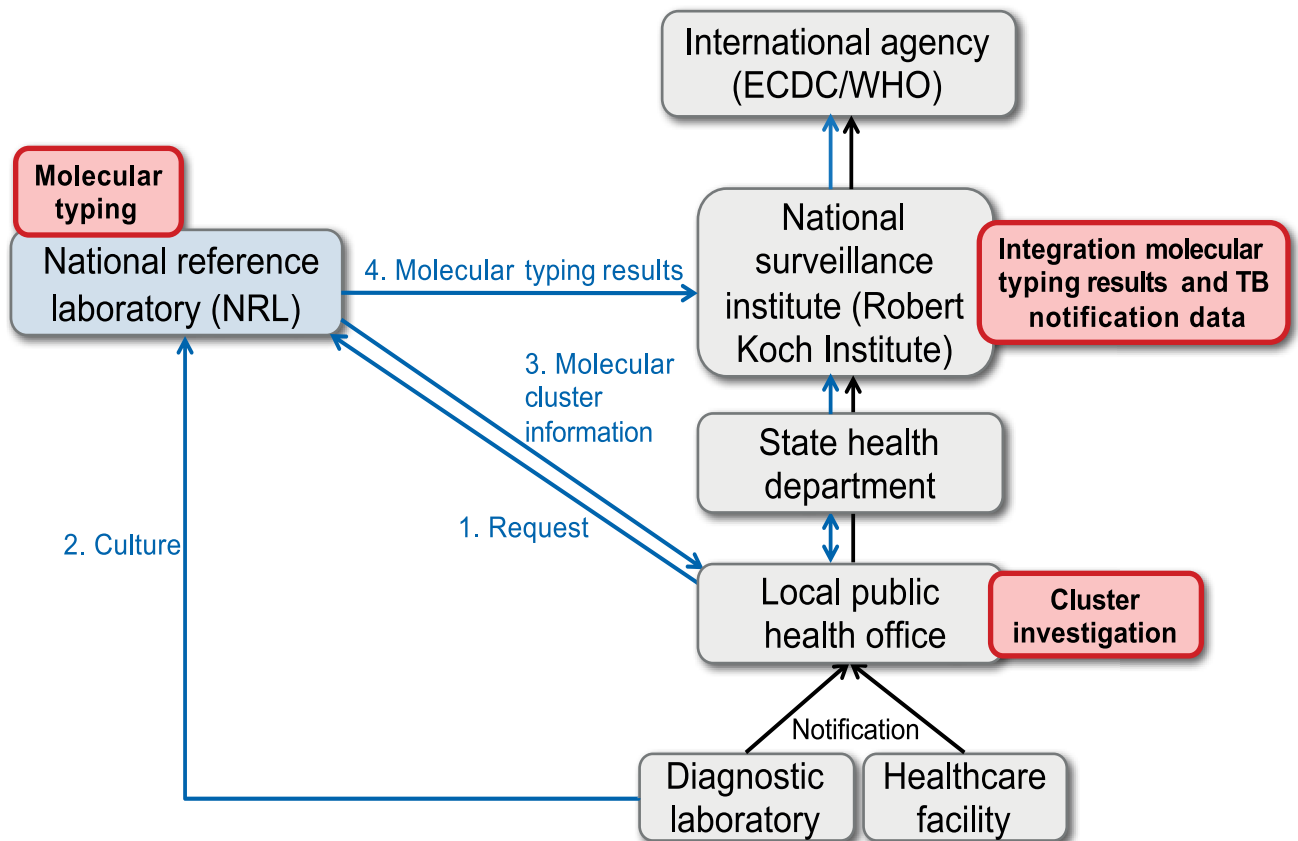 International agency
(ECDC/WHO)
Molecular
typing
National reference
laboratory (NRL)
4. Molecular typing results
National
surveillance
institute (Robert
Koch Institute)
Integration molecular
typing results and TB
notification data
3. Molecular
cluster
information
State health
department
1. Request
2. Culture
Local public
health office
Cluster
investigation
Notification
Diagnostic
laboratory
Healthcare
facility